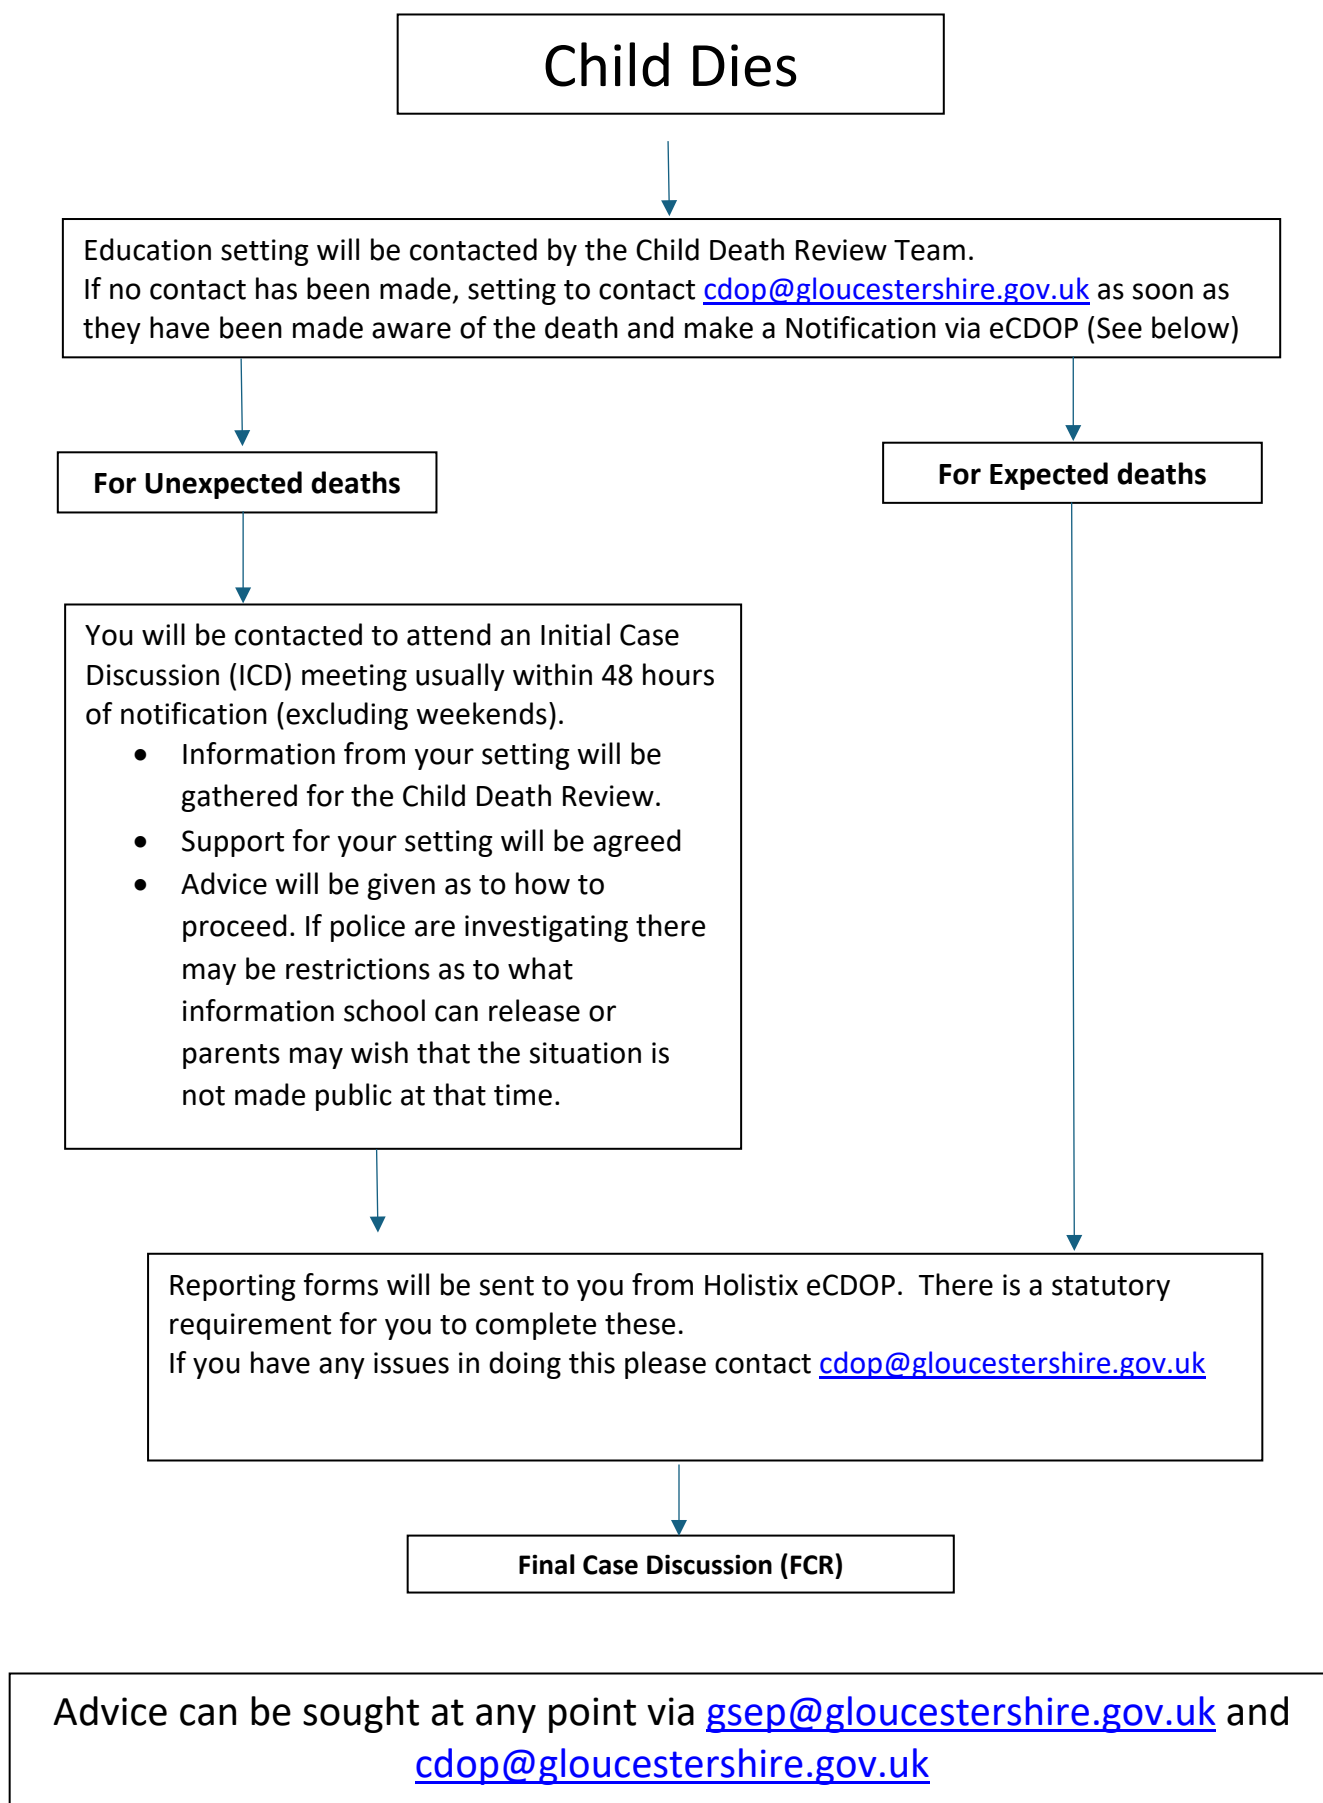 Child Dies
Education setting will be contacted by the Child Death Review Team.
If no contact has been made, setting to contact cdop@gloucestershire.gov.uk as soon as
they have been made aware of the death and make a Notification via eCDOP (See below)
For Unexpected deaths
For Expected deaths
You will be contacted to attend an Initial Case
Discussion (ICD) meeting usually within 48 hours
of notification (excluding weekends).
• Information from your setting will be
gathered for the Child Death Review.
• Support for your setting will be agreed
• Advice will be given as to how to
proceed. If police are investigating there
may be restrictions as to what
information school can release or
parents may wish that the situation is
not made public at that time.
Reporting forms will be sent to you from Holistix eCDOP.  There is a statutory
requirement for you to complete these.
If you have any issues in doing this please contact cdop@gloucestershire.gov.uk
Final Case Discussion (FCR)
Advice can be sought at any point via gsep@gloucestershire.gov.uk and
cdop@gloucestershire.gov.uk